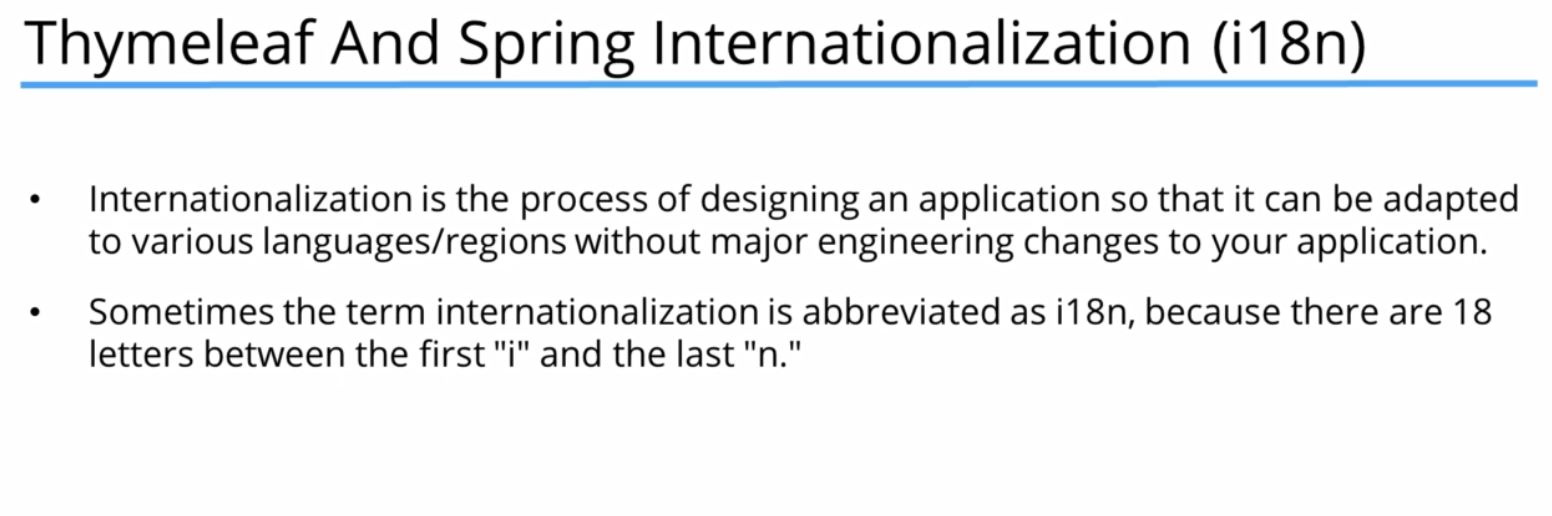 Thymeleaf And Spring Internationalization (i18n)
• Internationalization is the process of designing an application so that it can be adapted
to various languages/regions without major engineering changes to your application.
• Sometimes the term internationalization is abbreviated as i18n, because there are 18
letters between the first "i" and the last "n."